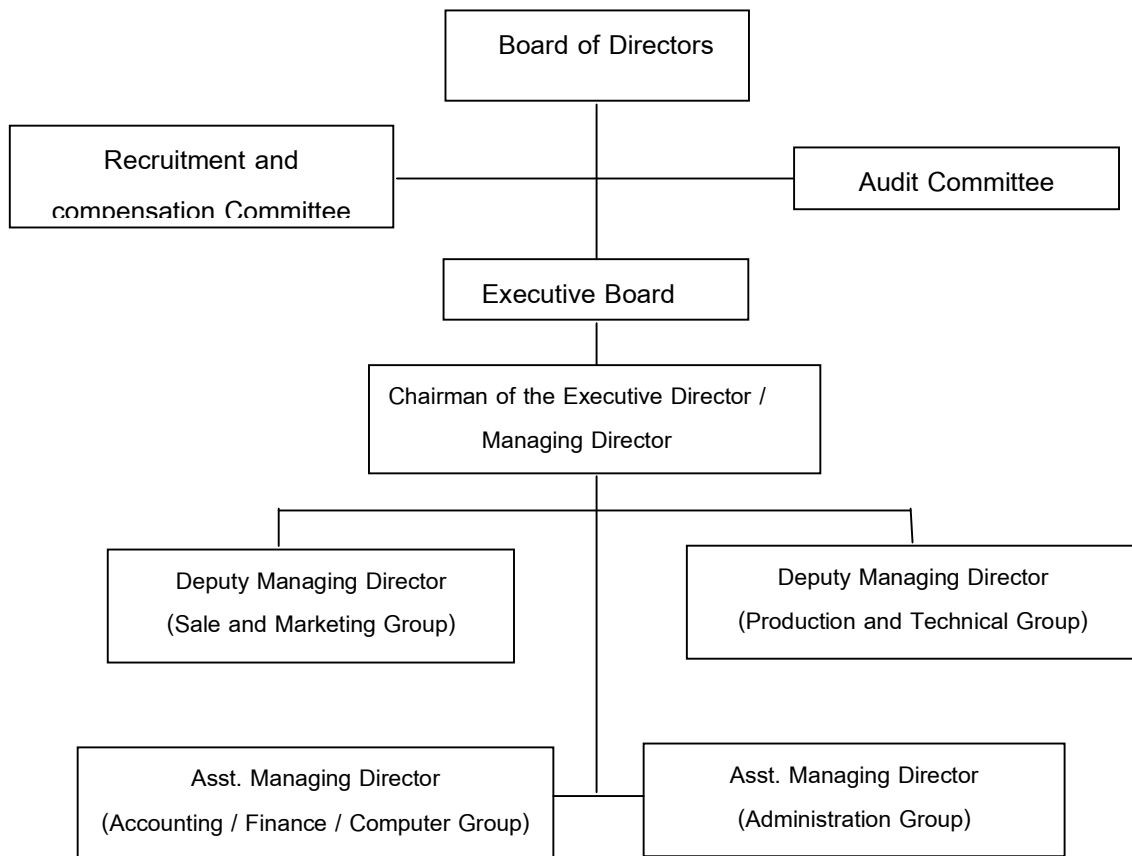 Board of Directors
Recruitment and
compensation Committee
Audit Committee
Executive Board
Chairman of the Executive Director /
Managing Director
Deputy Managing Director
(Sale and Marketing Group)
Deputy Managing Director
(Production and Technical Group)
Asst. Managing Director
(Accounting / Finance / Computer Group)
Asst. Managing Director
(Administration Group)